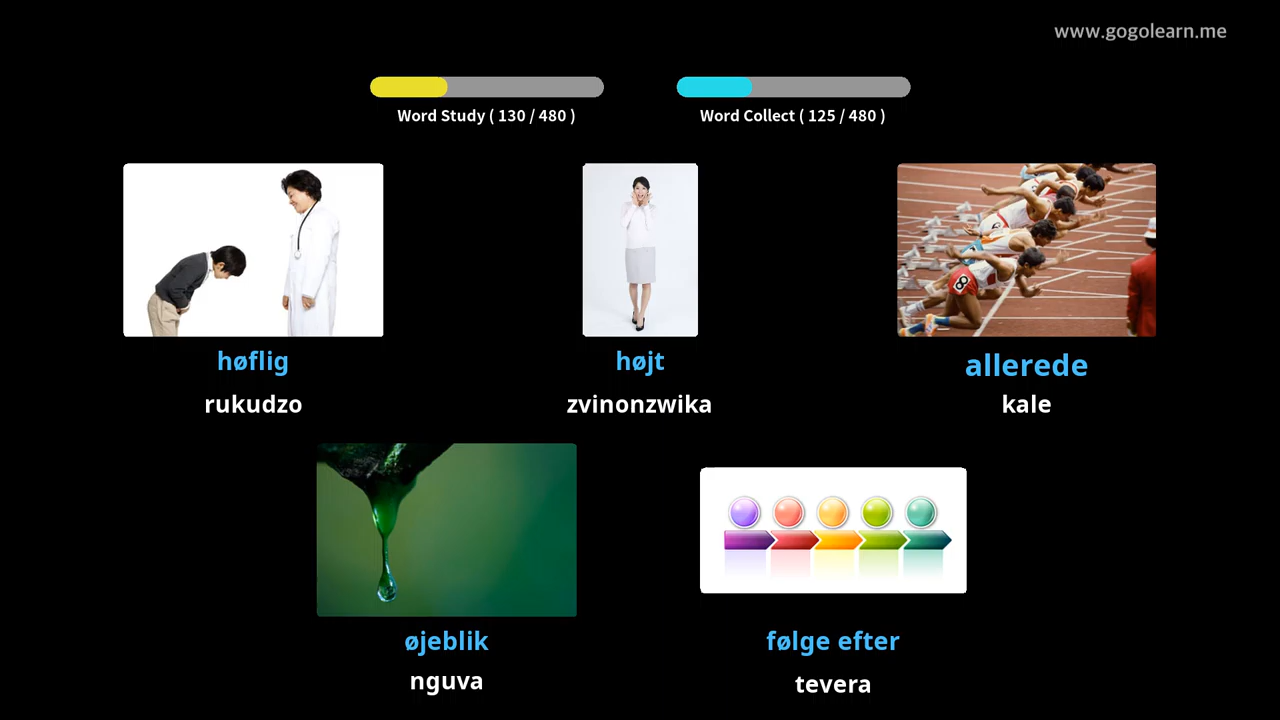 www.gogolearn.me
Word Study ( 130 / 480 )
Word Collect ( 125 / 480 )
høflig
rukudzo
højt
zvinonzwika
allerede
kale
øjeblik
nguva
følge efter
tevera